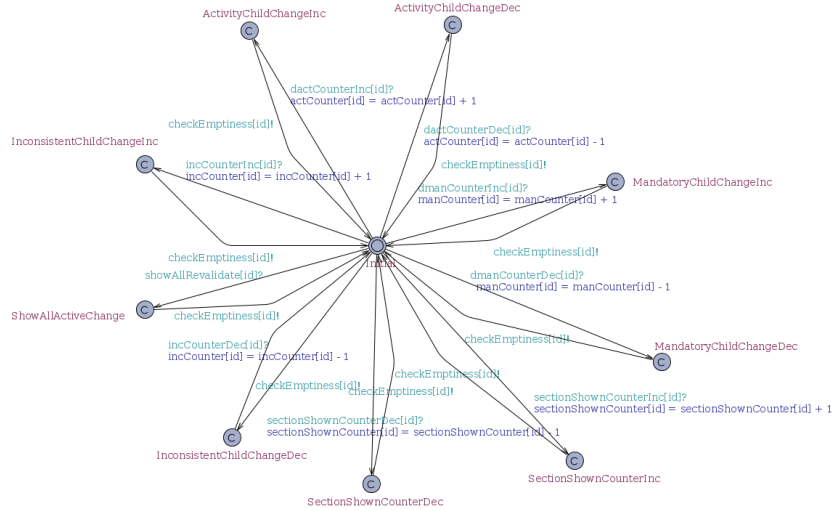 ActivityChildChangeInc
ActivityChildChangeDec
C
C
dactCounterInc[id]?
actCounter[id] = actCounter[id] + 1
checkEmptiness[id]!
dactCounterDec[id]?
actCounter[id] = actCounter[id] - 1
InconsistentChildChangeInc
C
incCounterInc[id]?
incCounter[id] = incCounter[id] + 1
checkEmptiness[id]!
C
MandatoryChildChangeInc
dmanCounterInc[id]?
manCounter[id] = manCounter[id] + 1
checkEmptiness[id]!
checkEmptiness[id]!
Initial
showAllRevalidate[id]?
dmanCounterDec[id]?
manCounter[id] = manCounter[id] - 1
C
ShowAllActiveChange
checkEmptiness[id]!
incCounterDec[id]?
incCounter[id] = incCounter[id] - 1
checkEmptiness[id]!
MandatoryChildChangeDec
C
checkEmptiness[id]!
checkEmptiness[id]!
checkEmptiness[id]!
sectionShownCounterInc[id]?
sectionShownCounter[id] = sectionShownCounter[id] + 1
sectionShownCounterDec[id]?
sectionShownCounter[id] = sectionShownCounter[id] - 1
C
InconsistentChildChangeDec
C
SectionShownCounterInc
C
SectionShownCounterDec